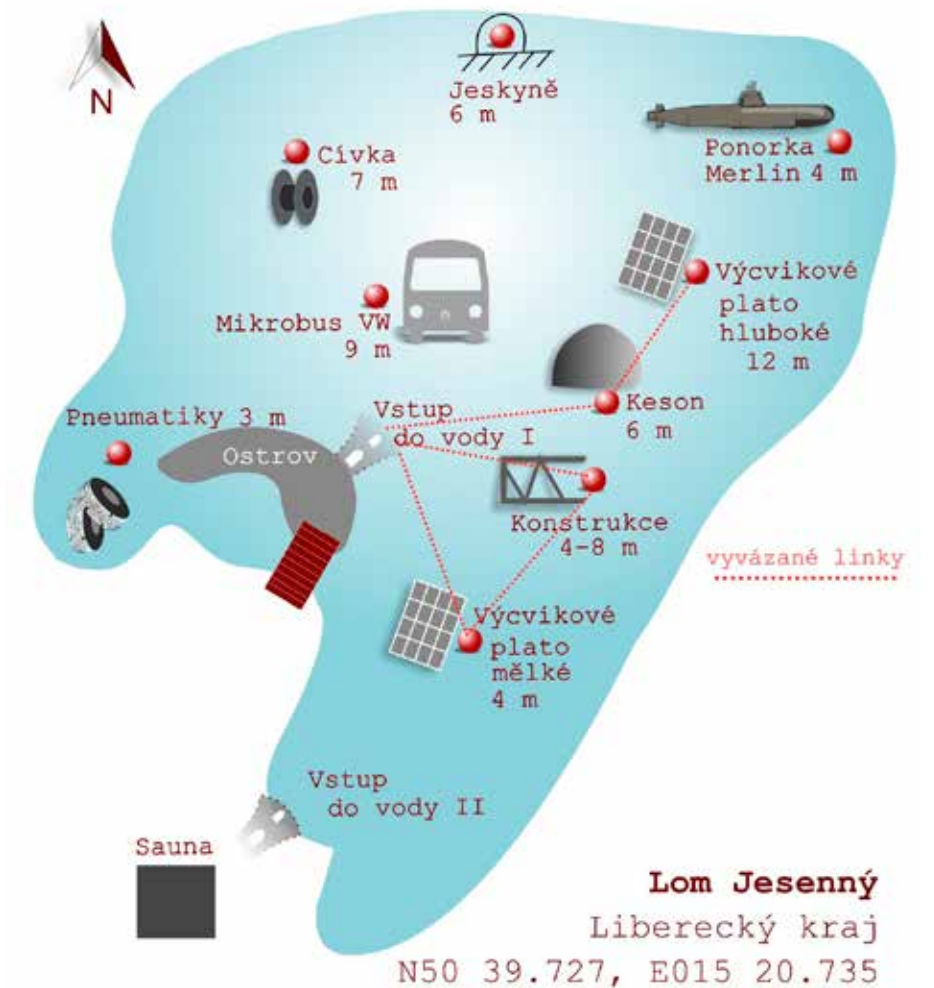 N
Jeskyně
6 m
Cívka
7 m
Ponorka
Merlin 4 m
Výcvikové
plato
hluboké
12 m
Mikrobus VW
9 m
Keson
6 m
Pneumatiky 3 m
Vstup
do vody I
Ostrov
Konstrukce
4-8 m
vyvázané linky
Výcvikové
plato
mělké
4 m
Vstup
do vody II
Sauna
Lom Jesenný
Liberecký kraj
N50 39.727, E015 20.735